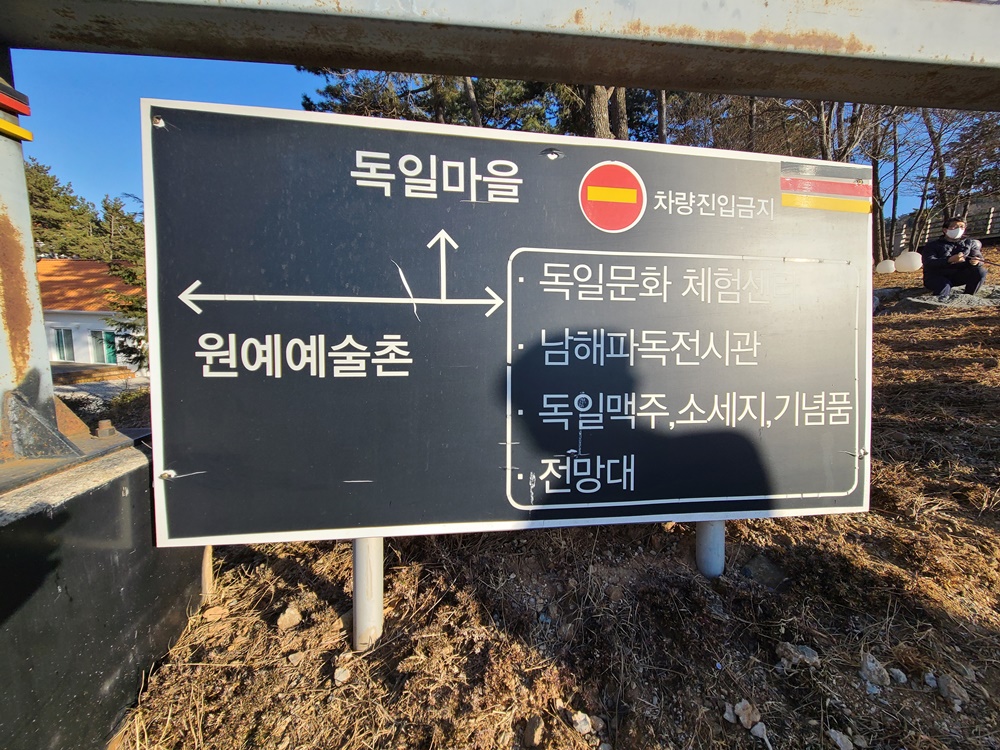 독일마을
차량진입금지
원예예술촌
· 독일문화 체험센터
· 남해파독전시관
· 독일맥주,소세지,기념품
· 전망대